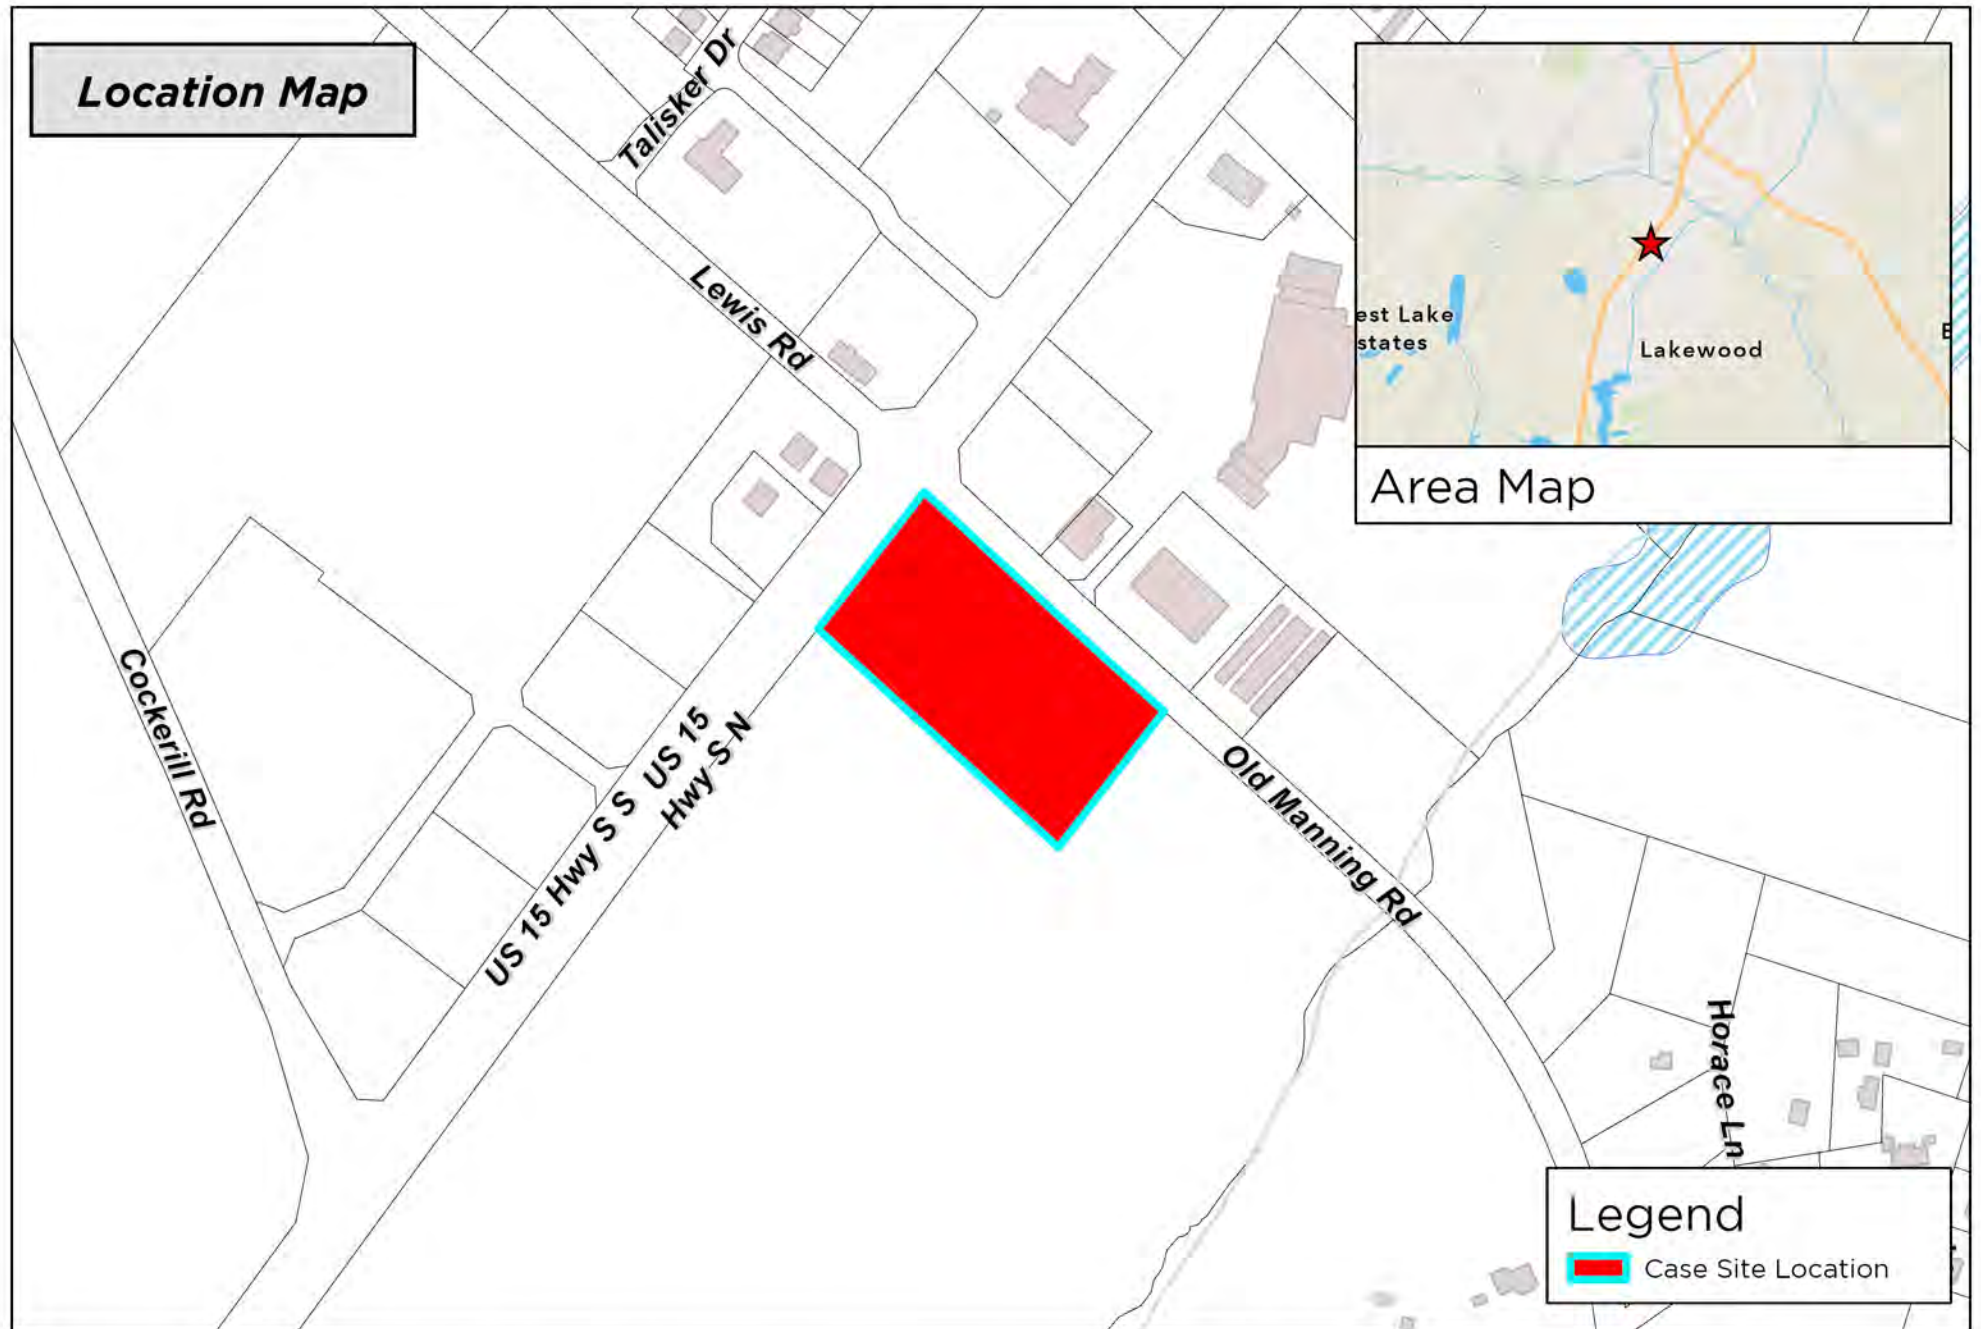 Location Map
Talisker Dr
Lewis Rd
est Lake
states
Lakewood
E
Area Map
Cockerill Rd
US 15 Hwy S S
US 15
Hwy S N
Old Manning Rd
Horace Ln
Legend
Case Site Location